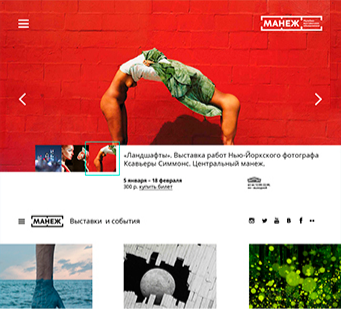 МАНЕЖ
«Ландшафты». Выставка работ Нью-Йоркского фотографа
Ксавьеры Симмонс. Центральный манеж.
5 января – 18 февраля
300 р. купить билет
МАНЕЖ
Выставки и события